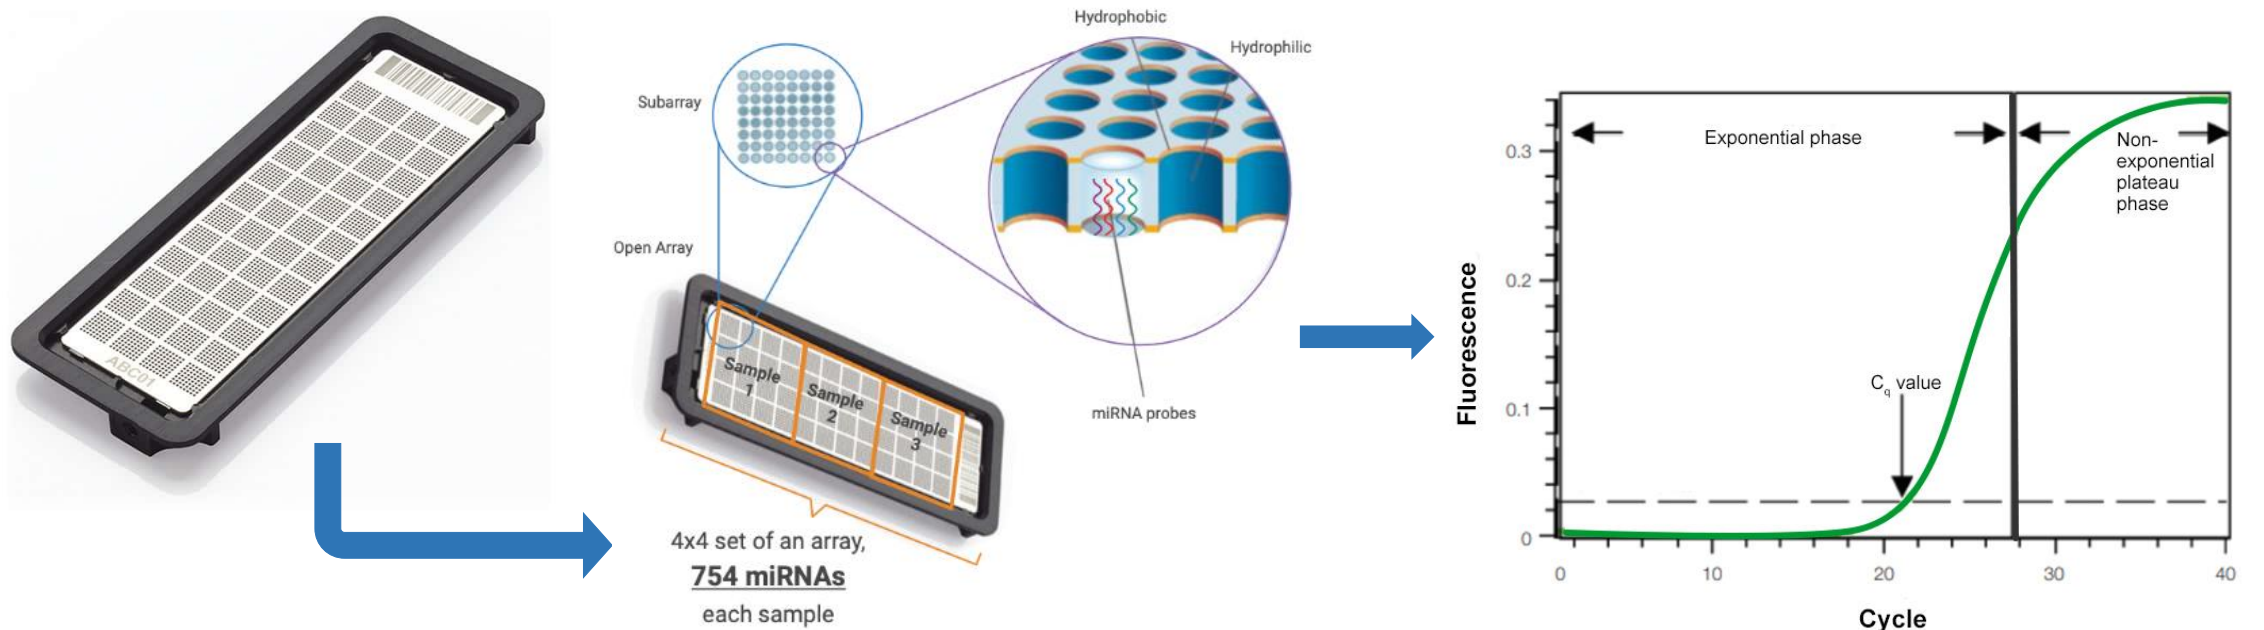 ABC01
Hydrophobic
Hydrophilic
Subarray
Open Array
Sample
1
Sample
2
Sample
3
miRNA probes
4x4 set of an array,
754 miRNAs
each sample
Exponential phase
Non-
exponential
plateau
phase
Cq value
Fluorescence
0.3
0.2
0.1
0
0
10
20
30
40
Cycle